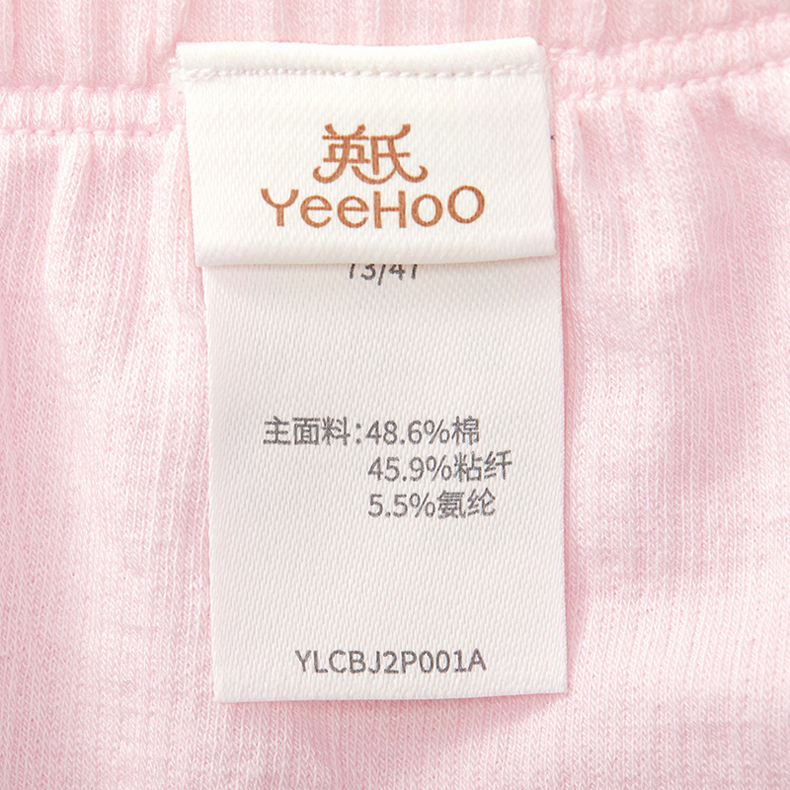 英氏
YeeHoO
73/47
主面料:48.6%棉
45.9%粘纤
5.5%氨纶
YLCBJ2P001A